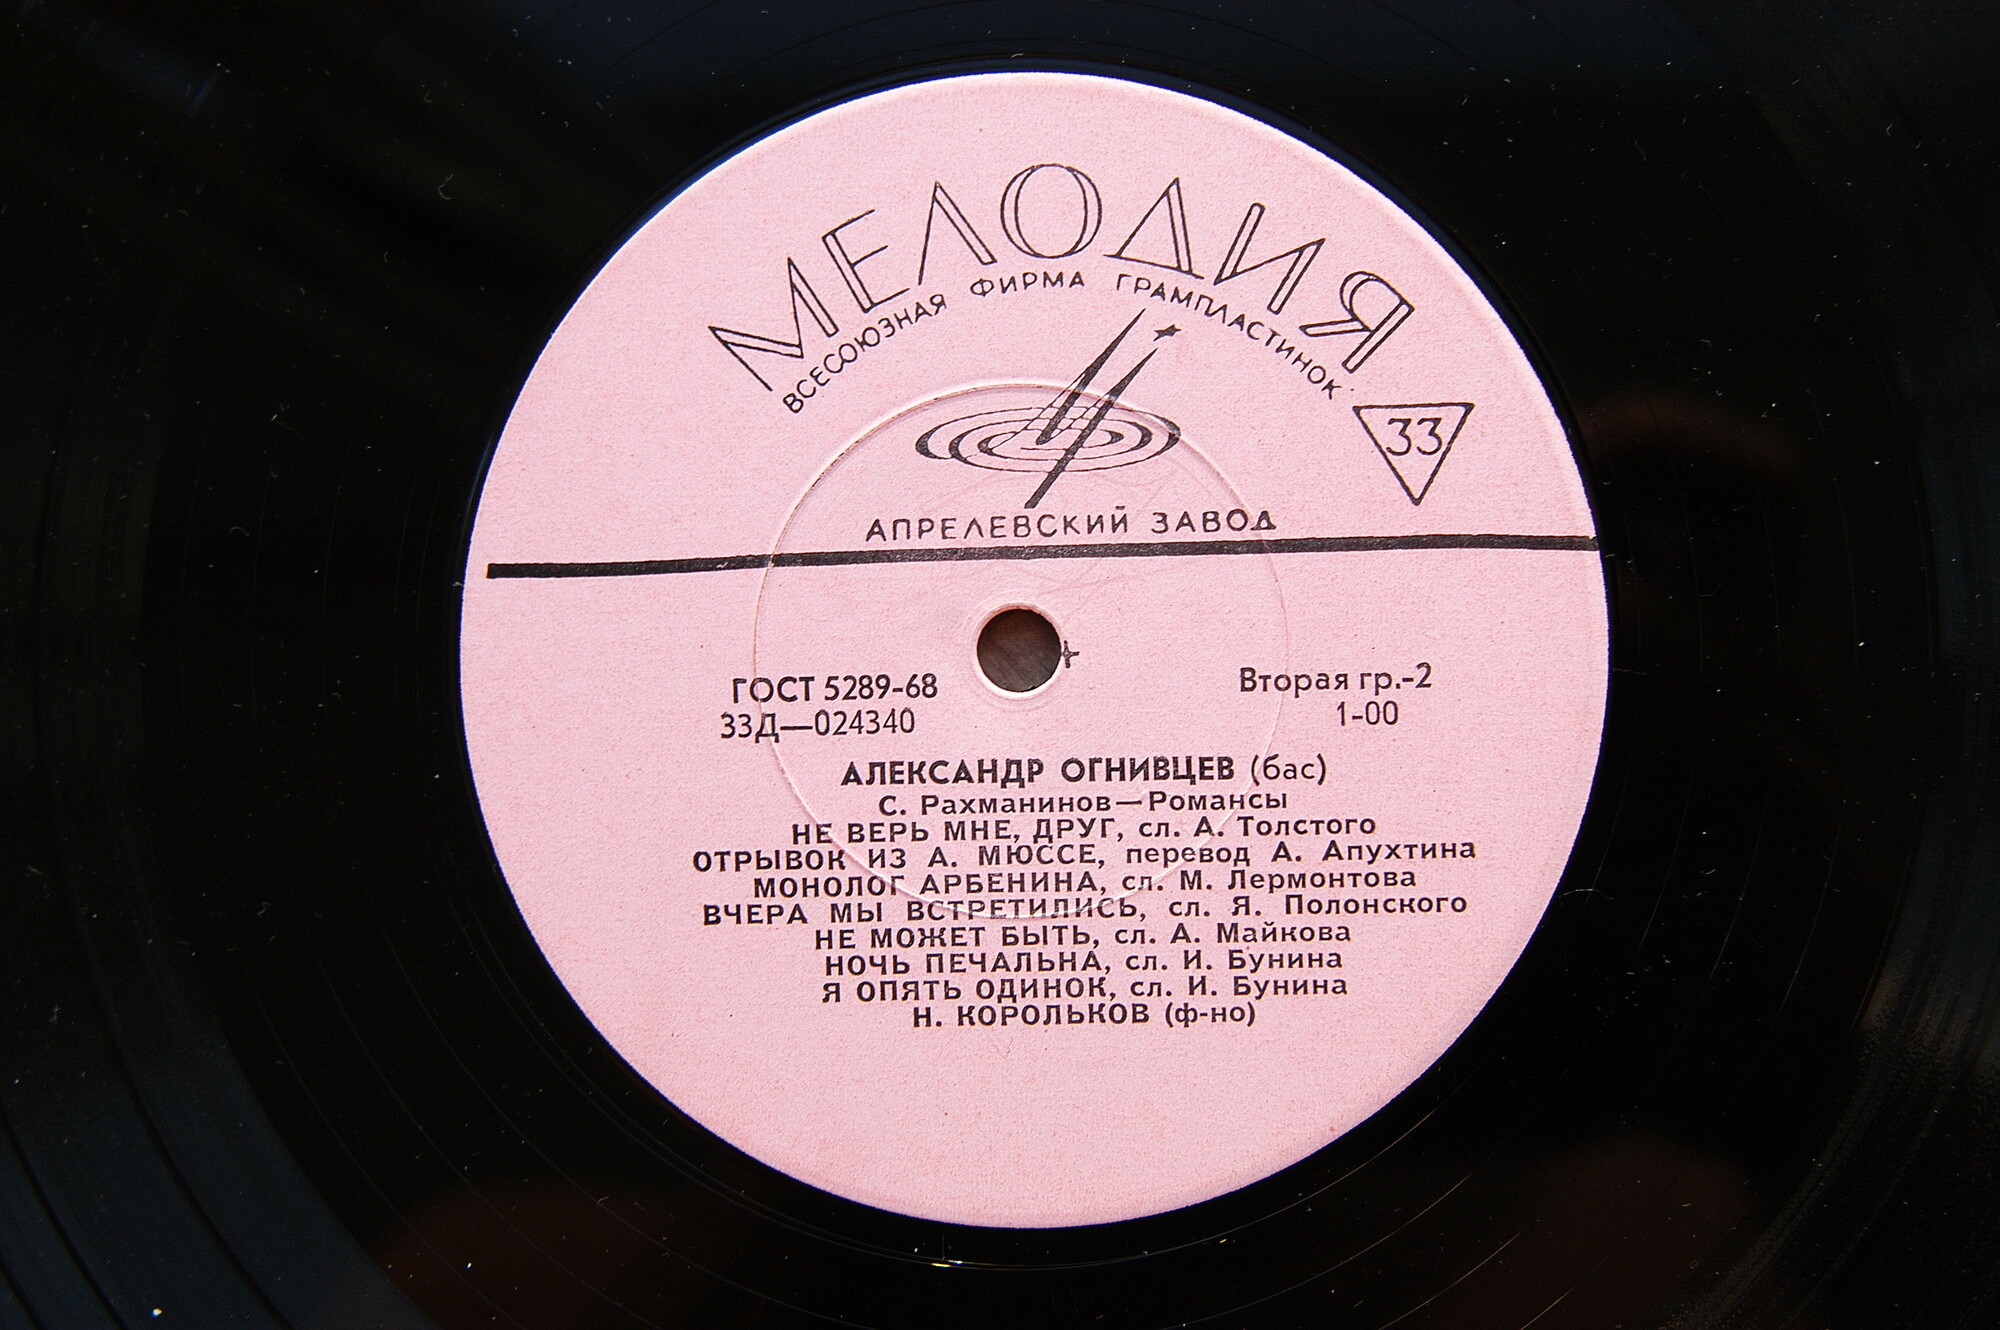 МЕЛОДИЯ
ВСЕСОЮЗНАЯ ФИРМА ГРАМПЛАСТИНОК
33
АПРЕЛЕВСКИЙ ЗАВОД
ГОСТ 5289-68
33Д—024340
Вторая гр.-2
1-00
АЛЕКСАНДР ОГНИВЦЕВ (бас)
С. Рахманинов—Романсы
НЕ ВЕРЬ МНЕ, ДРУГ, сл. А. Толстого
ОТРЫВОК ИЗ А. МЮССЕ, перевод А. Апухтина
МОНОЛОГ АРБЕНИНА, сл. М. Лермонтова
ВЧЕРА МЫ ВСТРЕТИЛИСЬ, сл. Я. Полонского
НЕ МОЖЕТ БЫТЬ, сл. А. Майкова
НОЧЬ ПЕЧАЛЬНА, сл. И. Бунина
Я ОПЯТЬ ОДИНОК, сл. И. Бунина
Н. КОРОЛЬКОВ (ф-но)